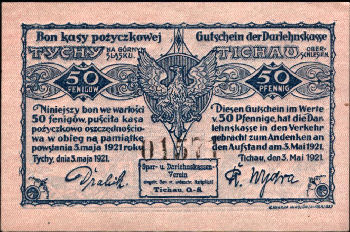 Bon kasy pożyczkowej
TYCHY NA GÓRNYM ŚLĄSKU.
50
FENIGÓW
Niniejszy bon we wartości
50 fenigów, puściła kasa
pożyczkowo oszczędnościo-
wa w obieg na pamiątkę
powstania 3. maja 1921 roku
Tychy, dnia 3. maja 1921.
Gutschein der Darlehnskasse
TICHAU OBER-SCHLESIEN.
50
PFENNIG
Diesen Gutschein im Werte
v. 50 Pfennige, hat die Dar-
lehnskasse in den Verkehr
gebracht zum Andenken an
den Aufstand am 3. Mai 1921.
Tichau, den 3. Mai 1921.
Spar- u. Darlehnskassen-
Verein
Tichau, O.-S.